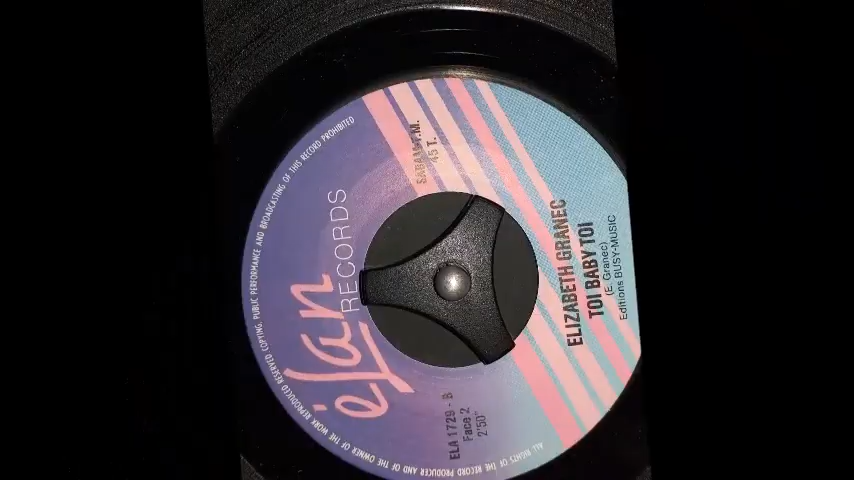 élan
RECORDS
SABAM/B.I.E.M.
45 T.
ELA 1729 - B
Face 2
2'50"
ELIZABETH GRANEC
TOI BABY TOI
(E. Granec)
Editions BUSY-MUSIC
ALL RIGHTS OF THE RECORD PRODUCER AND OF THE OWNER OF THE WORK REPRODUCED RESERVED COPYING, PUBLIC PERFORMANCE AND BROADCASTING OF THIS RECORD PROHIBITED